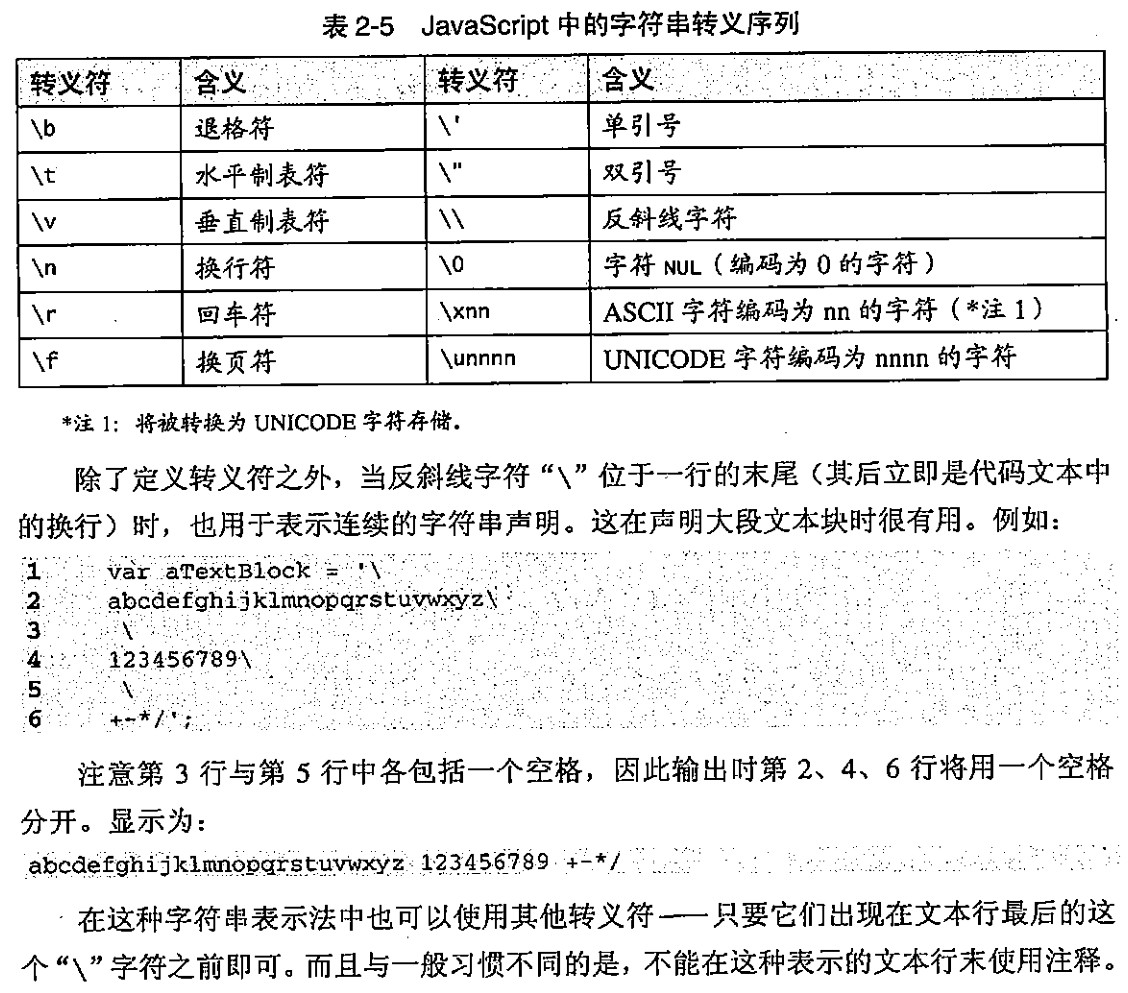 表 2-5 JavaScript 中的字符串转义序列
转义符 含义 转义符 含义
\b 退格符 \' 单引号
\t 水平制表符 \" 双引号
\v 垂直制表符 \\ 反斜线字符
\n 换行符 \0 字符 NUL（编码为 0 的字符）
\r 回车符 \xnn ASCII 字符编码为 nn 的字符（*注 1）
\f 换页符 \unnnn UNICODE 字符编码为 nnnn 的字符
*注 1：将被转换为 UNICODE 字符存储。
除了定义转义符之外，当反斜线字符“\”位于一行的末尾（其后立即是代码文本中
的换行）时，也用于表示连续的字符串声明。这在声明大段文本块时很有用。例如：
1 var aTextBlock = '\
2 abcdefghijklmnopqrstuvwxyz\
3  \
4 123456789\
5  \
6 +-*/';
注意第 3 行与第 5 行中各包括一个空格，因此输出时第 2、4、6 行将用一个空格
分开。显示为：
abcdefghijklmnopqrstuvwxyz 123456789 +-*/
在这种字符串表示法中也可以使用其他转义符——只要它们出现在文本行最后的这
个“\”字符之前即可。而且与一般习惯不同的是，不能在这种表示的文本行末使用注释。